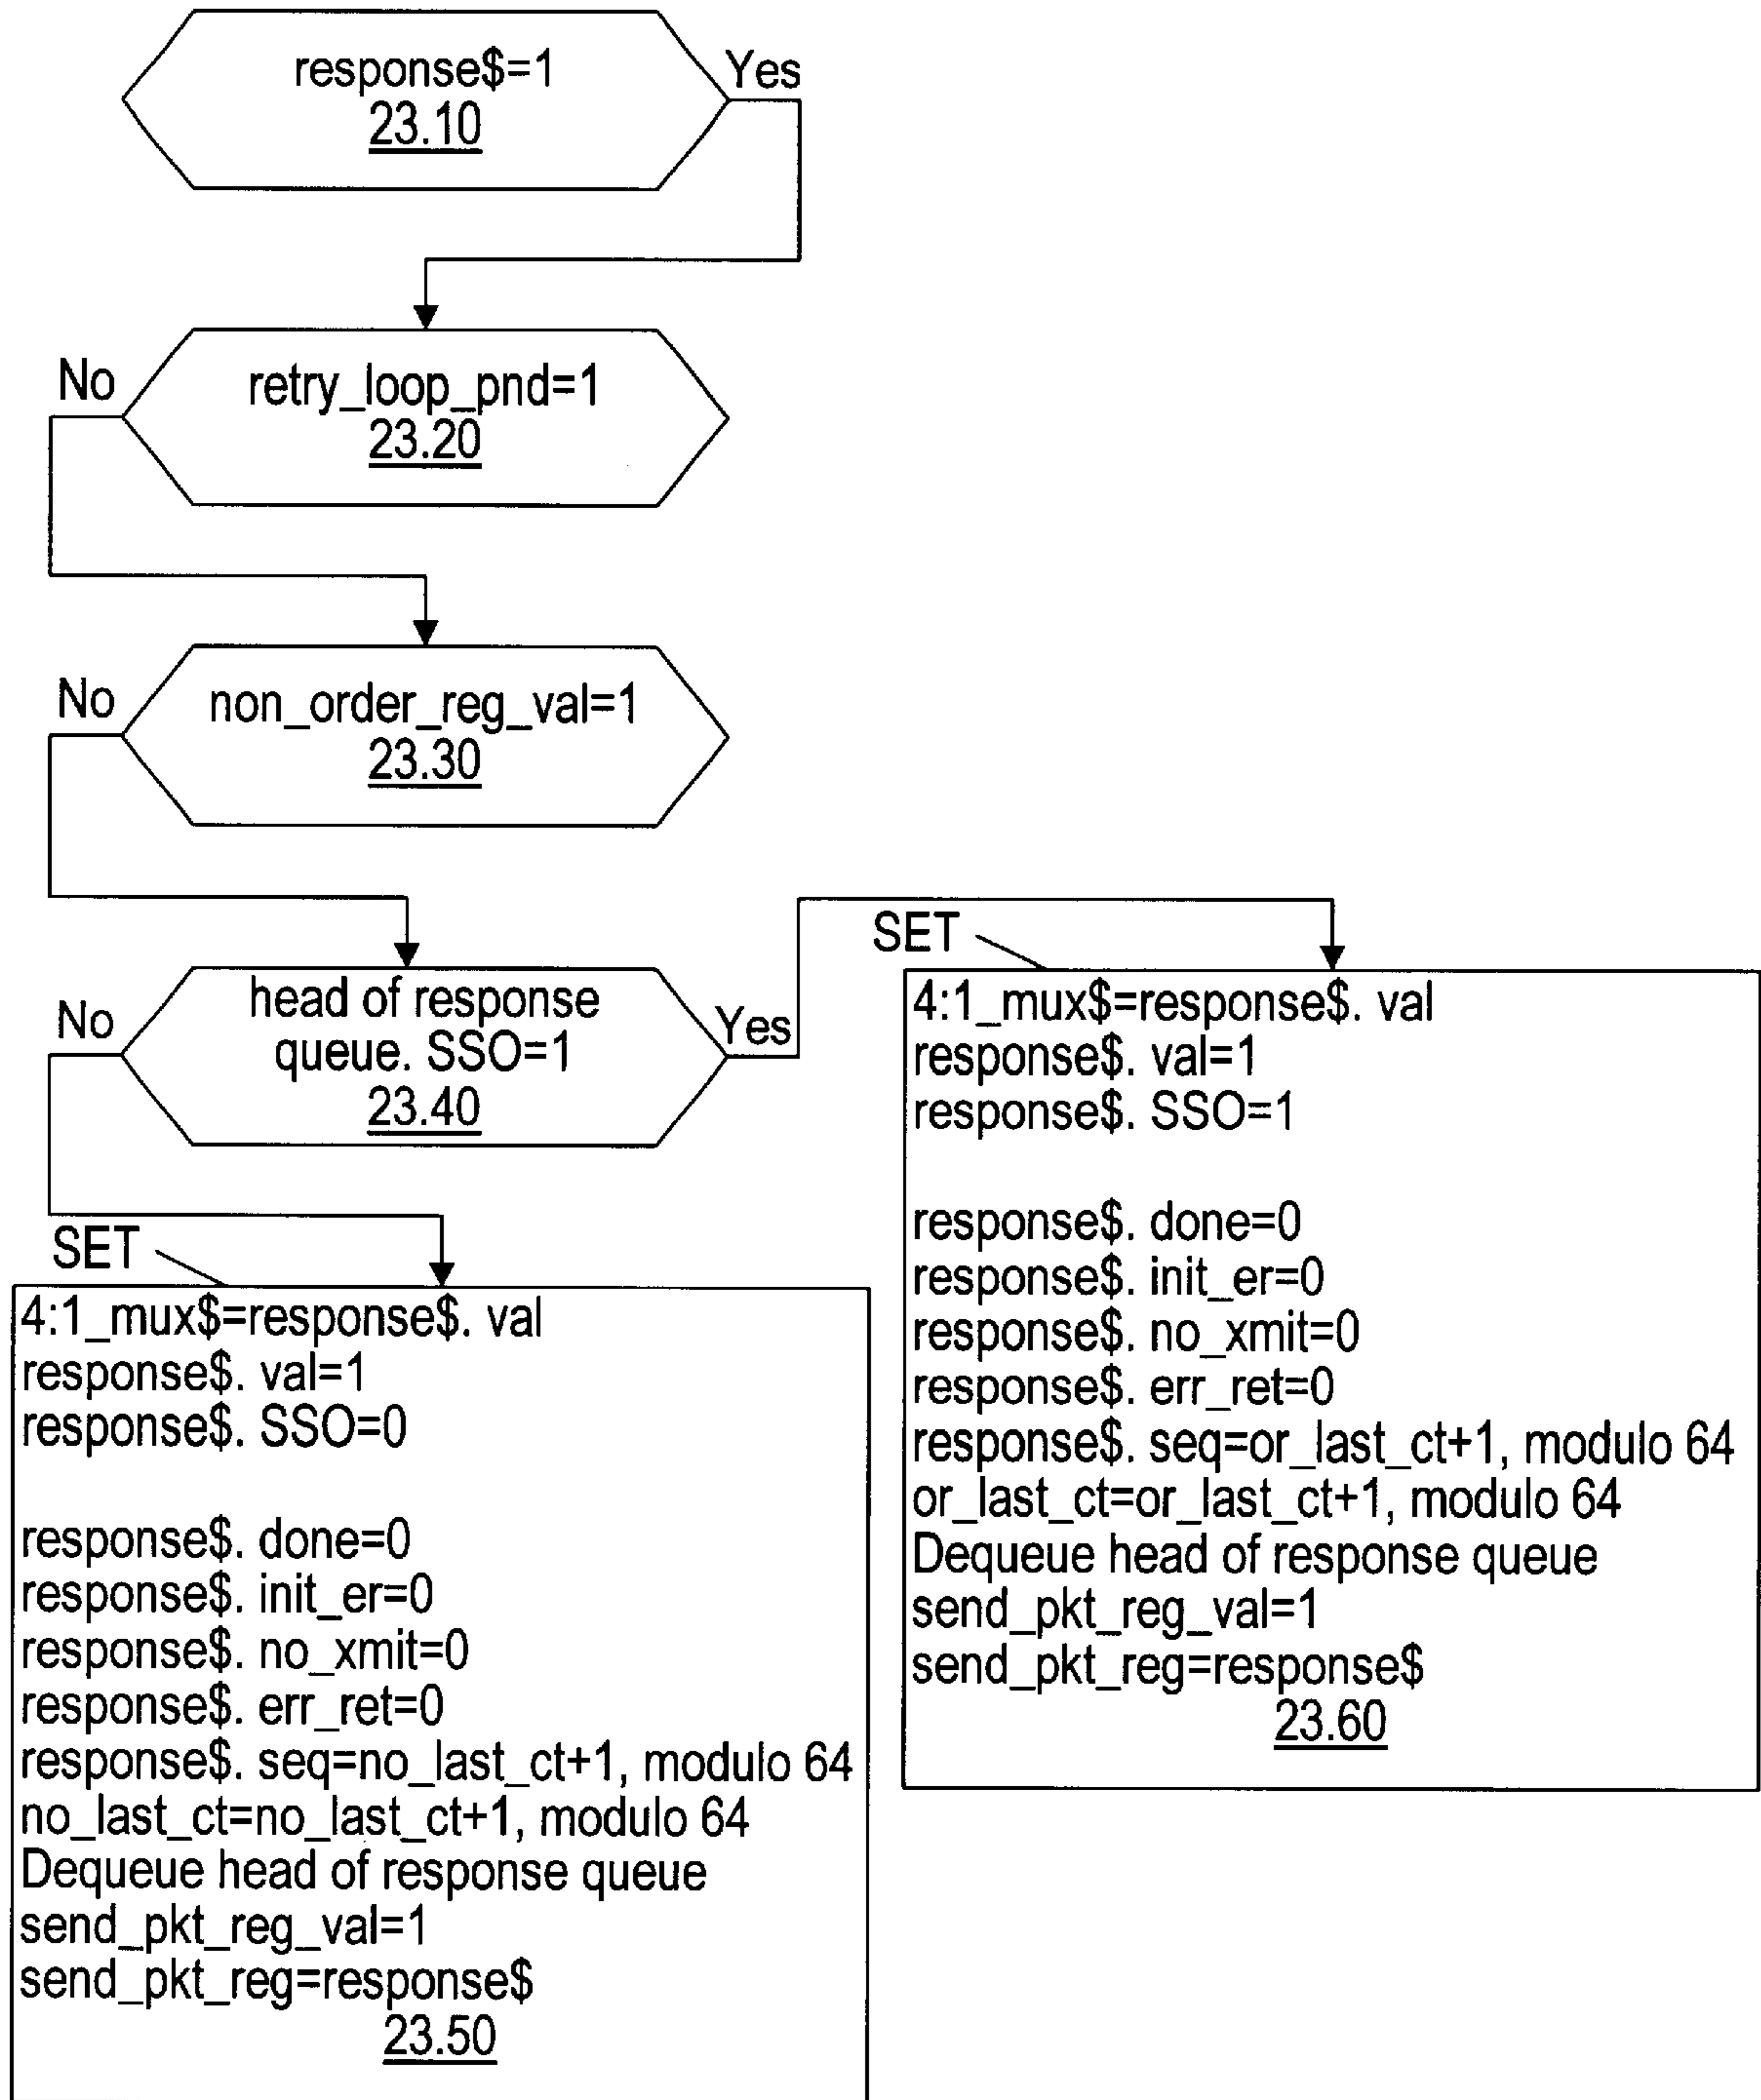 response$=1
23.10
Yes
No
retry_loop_pnd=1
23.20
No
non_order_reg_val=1
23.30
No
head of response
queue. SSO=1
23.40
Yes
SET
4:1_mux$=response$. val
response$. val=1
response$. SSO=1
response$. done=0
response$. init_er=0
response$. no_xmit=0
response$. err_ret=0
response$. seq=or_last_ct+1, modulo 64
or_last_ct=or_last_ct+1, modulo 64
Dequeue head of response queue
send_pkt_reg_val=1
send_pkt_reg=response$
23.60
SET
4:1_mux$=response$. val
response$. val=1
response$. SSO=0
response$. done=0
response$. init_er=0
response$. no_xmit=0
response$. err_ret=0
response$. seq=no_last_ct+1, modulo 64
no_last_ct=no_last_ct+1, modulo 64
Dequeue head of response queue
send_pkt_reg_val=1
send_pkt_reg=response$
23.50